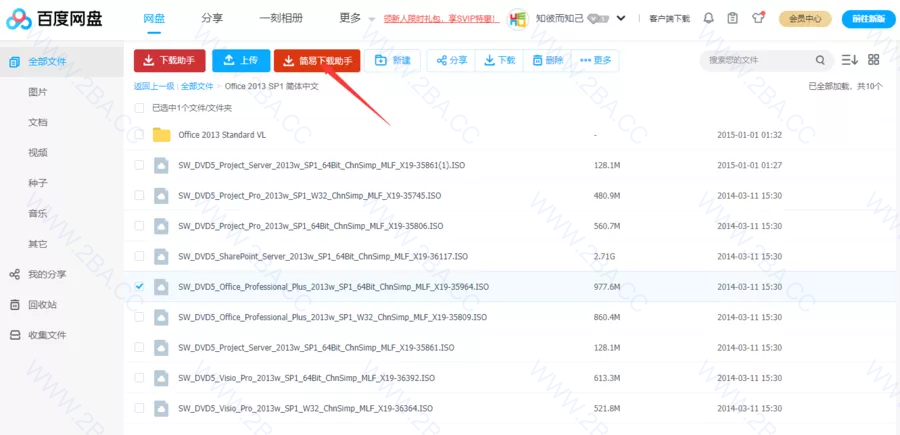 百度网盘 网盘 分享 一刻相册 更多 领新人限时礼包，享SVIP特量! 知彼而知己 客户端下载 会员中心 前往新版
全部文件 下载助手 上传 简易下载助手 新建 分享 下载 删除 更多 搜索您的文件
返回上一级 | 全部文件 > Office 2013 SP1 简体中文 已全部加载，共10个
图片 已选中1个文件/文件夹
文档 Office 2013 Standard VL - 2015-01-01 01:32
视频 SW_DVD5_Project_Server_2013w_SP1_64Bit_ChnSimp_MLF_X19-35861(1).ISO 128.1M 2015-01-01 01:27
种子 SW_DVD5_Project_Pro_2013w_SP1_W32_ChnSimp_MLF_X19-35745.ISO 480.9M 2014-03-11 15:30
音乐 SW_DVD5_Project_Pro_2013w_SP1_64Bit_ChnSimp_MLF_X19-35806.ISO 560.7M 2014-03-11 15:30
其它 SW_DVD5_SharePoint_Server_2013w_SP1_64Bit_ChnSimp_MLF_X19-36117.ISO 2.71G 2014-03-11 15:30
我的分享 SW_DVD5_Office_Professional_Plus_2013w_SP1_64Bit_ChnSimp_MLF_X19-35964.ISO 977.6M 2014-03-11 15:30
回收站 SW_DVD5_Office_Professional_Plus_2013w_SP1_W32_ChnSimp_MLF_X19-35809.ISO 860.4M 2014-03-11 15:30
收集文件 SW_DVD5_Project_Server_2013w_SP1_64Bit_ChnSimp_MLF_X19-35861.ISO 128.1M 2014-03-11 15:30
SW_DVD5_Visio_Pro_2013w_SP1_64Bit_ChnSimp_MLF_X19-36392.ISO 613.3M 2014-03-11 15:30
SW_DVD5_Visio_Pro_2013w_SP1_W32_ChnSimp_MLF_X19-36364.ISO 521.8M 2014-03-11 15:30
WWW.2BA.CC